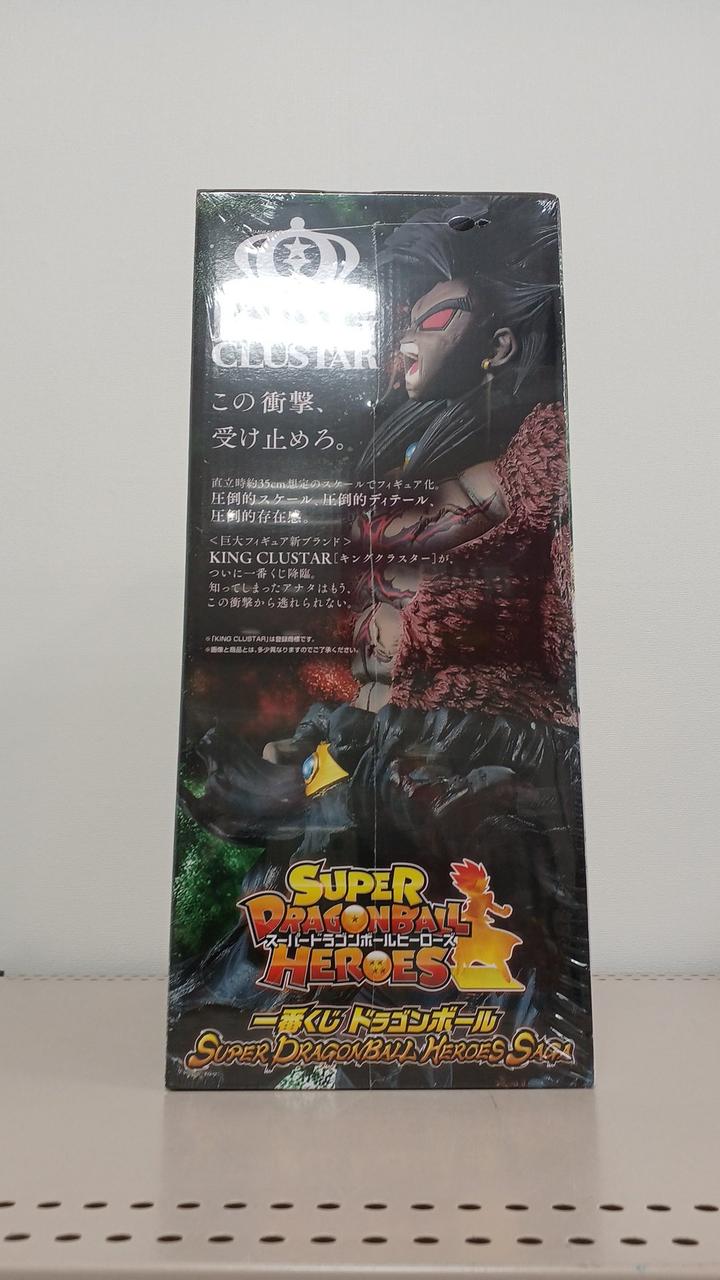 CLUSTAR
この衝撃、
受け止めろ。
直立時約35cm想定のスケールでフィギュア化。
圧倒的スケール、圧倒的ディテール、
圧倒的存在感。
＜巨大フィギュア新ブランド＞
KING CLUSTAR［キングクラスター］が、
ついに一番くじ降臨。
知ってしまったアナタはもう、
この衝撃から逃れられない。
※「KING CLUSTAR」は登録商標です。
※画像と商品とは、多少異なりますのでご了承ください。
SUPER
DRAGONBALL
スーパードラゴンボールヒーローズ
HEROES
一番くじ ドラゴンボール
SUPER DRAGONBALL HEROES SAGA